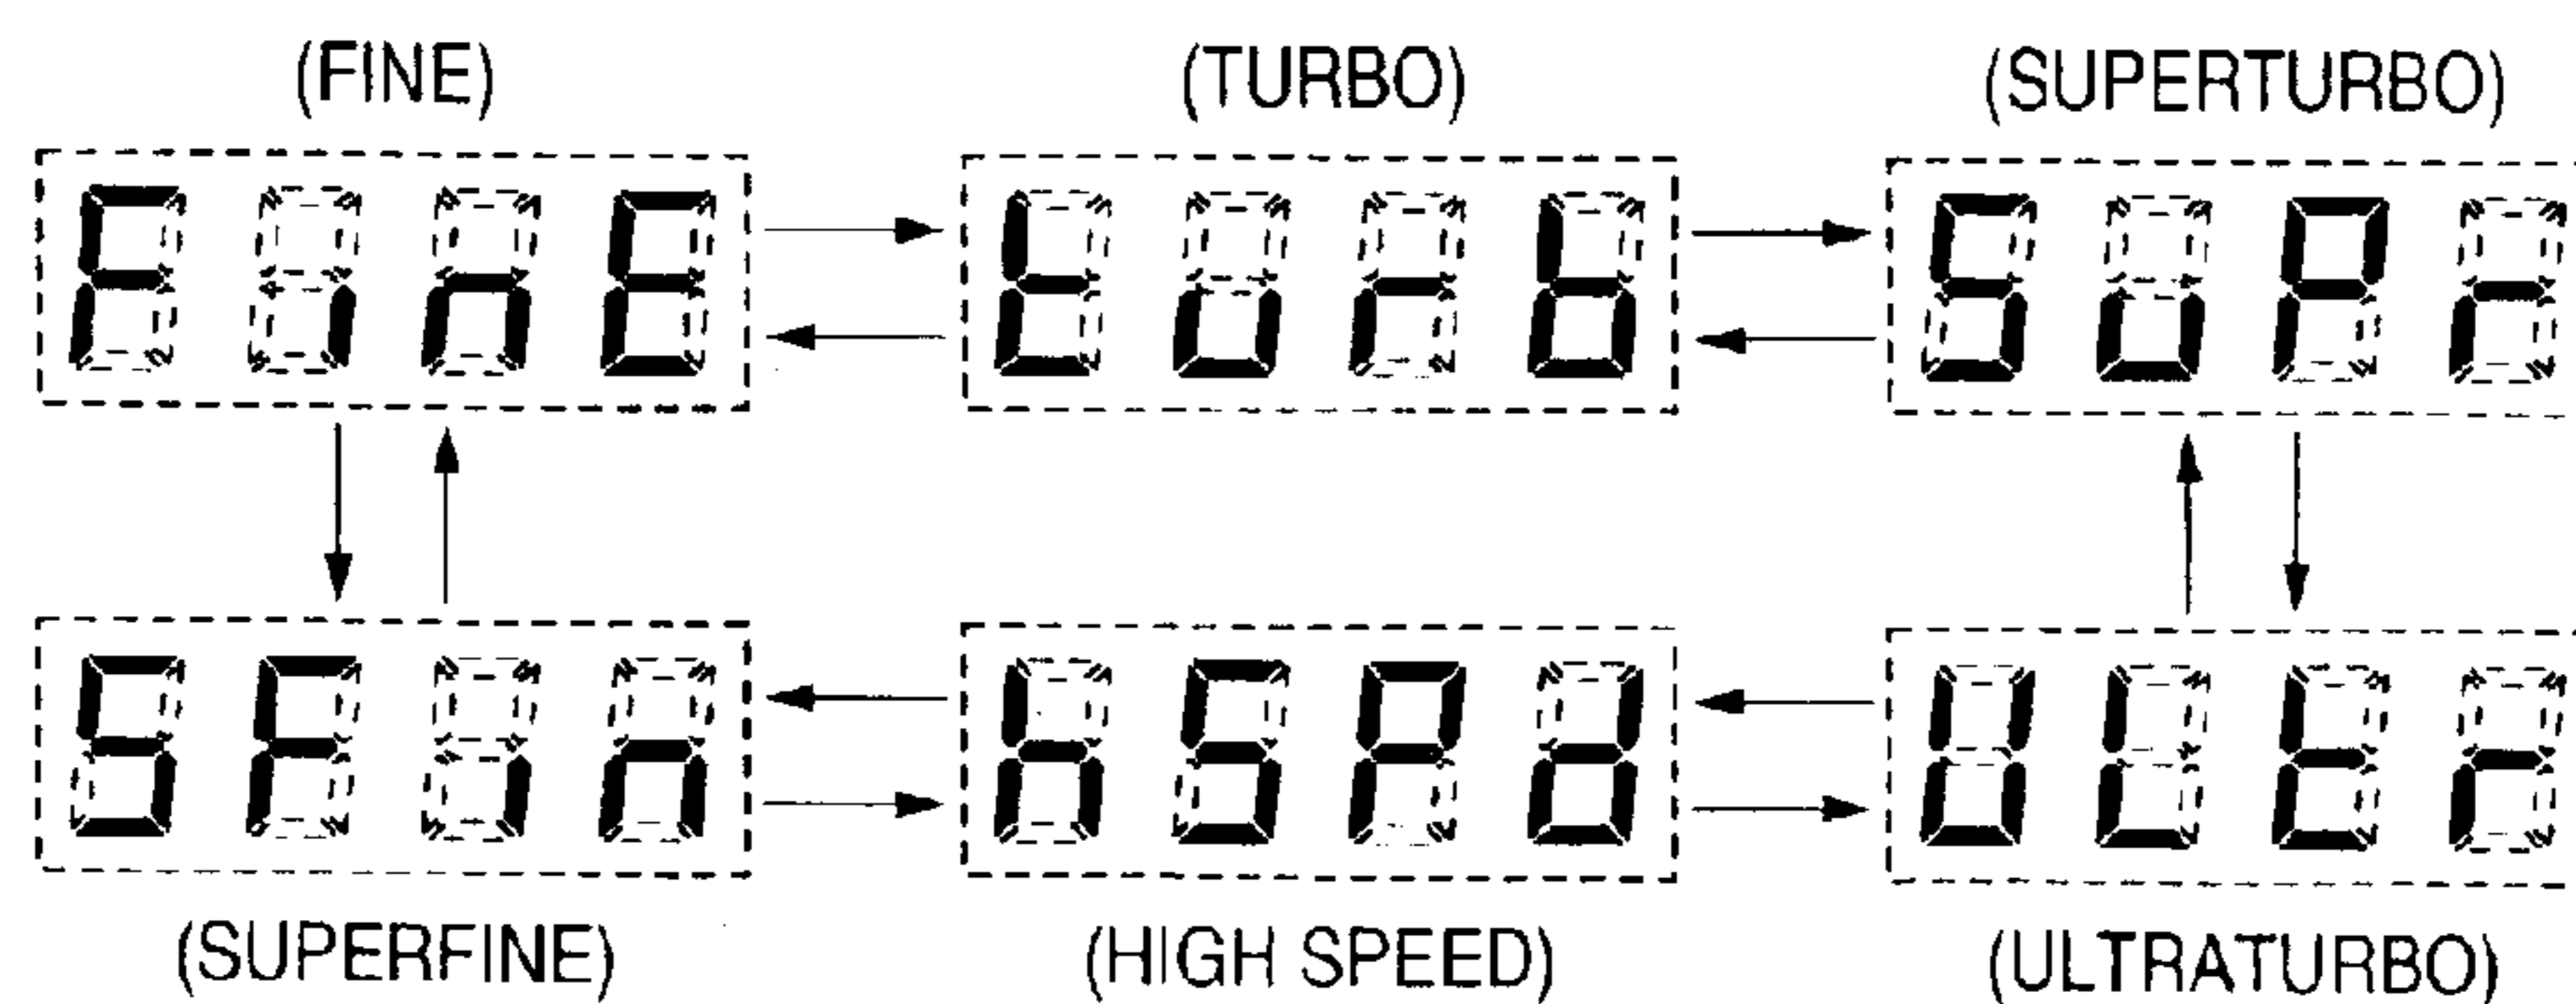 (FINE) (TURBO) (SUPERTURBO)
FinE turb SuPr
SFin hSPd ULtr
(SUPERFINE) (HIGH SPEED) (ULTRATURBO)